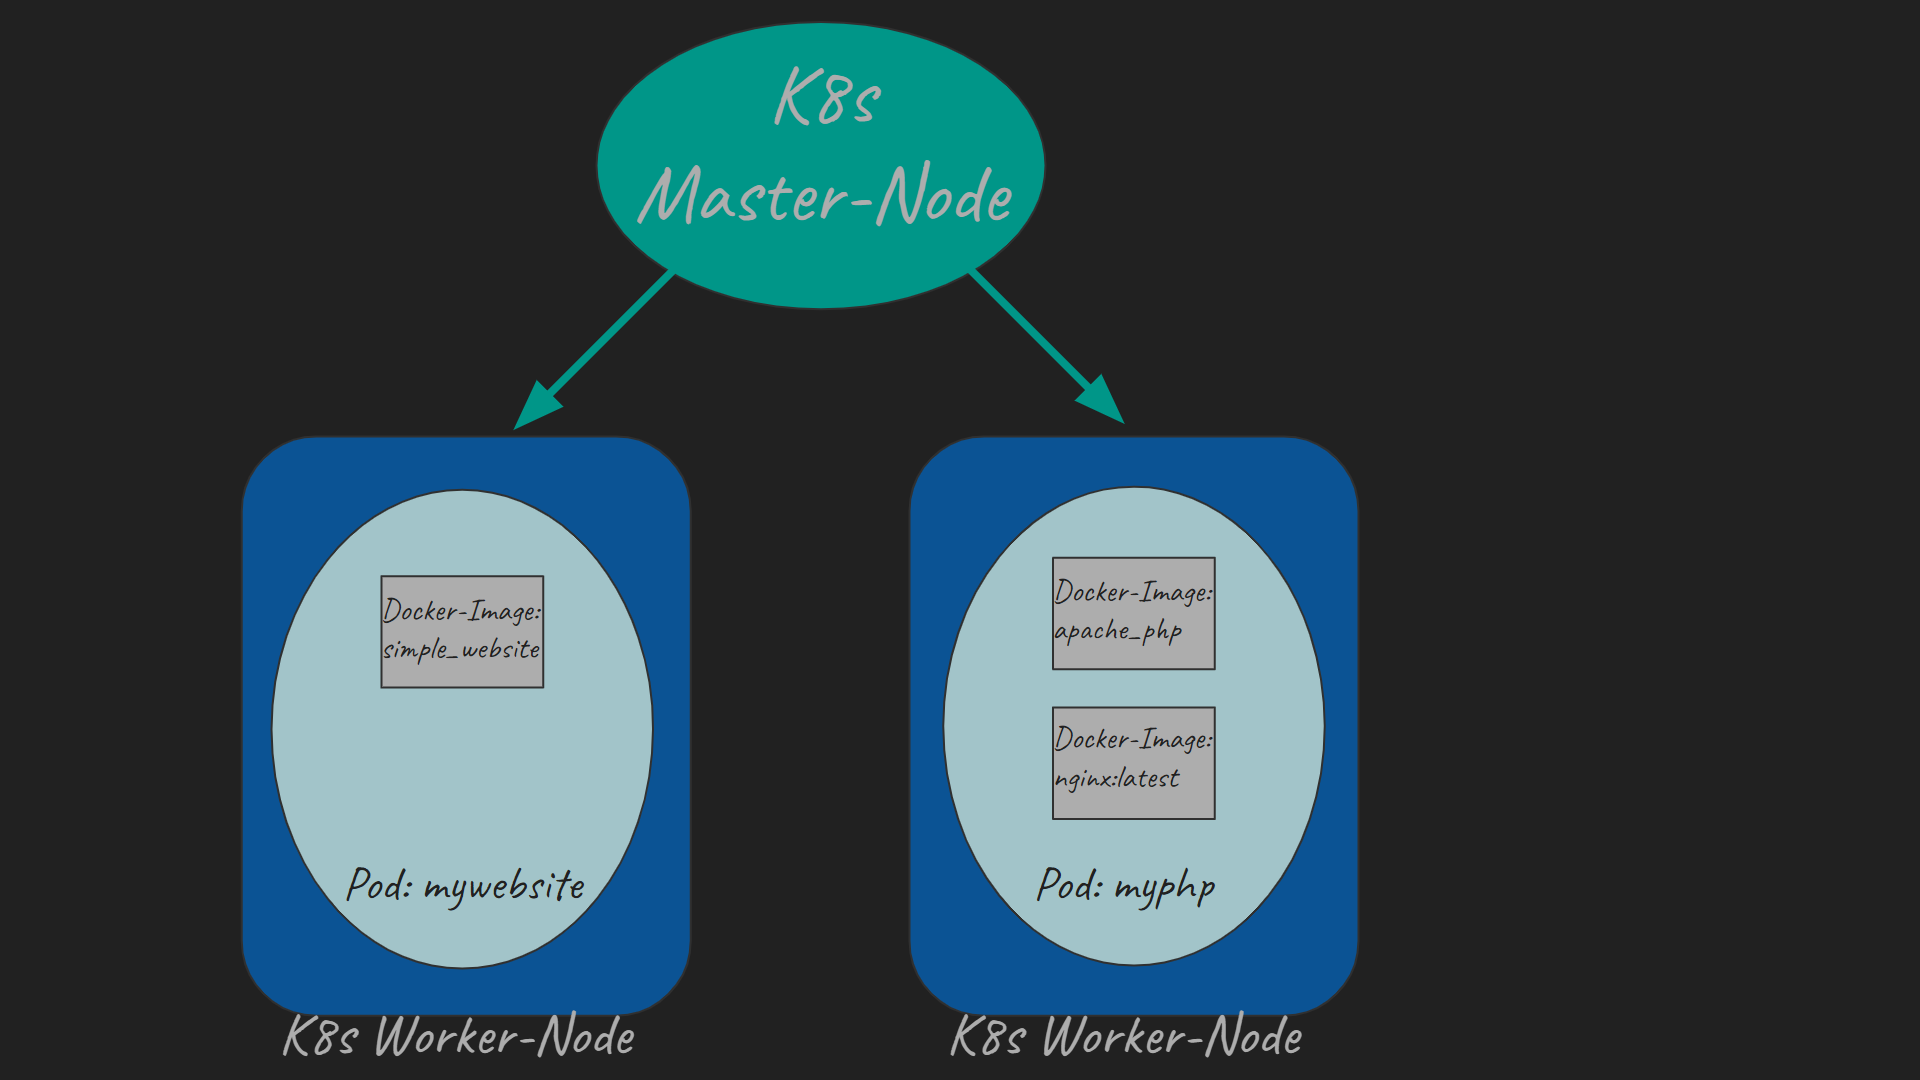 K8s
Master-Node
Docker-Image:
simple_website
Pod: mywebsite
K8s Worker-Node
Docker-Image:
apache_php
Docker-Image:
nginx:latest
Pod: myphp
K8s Worker-Node